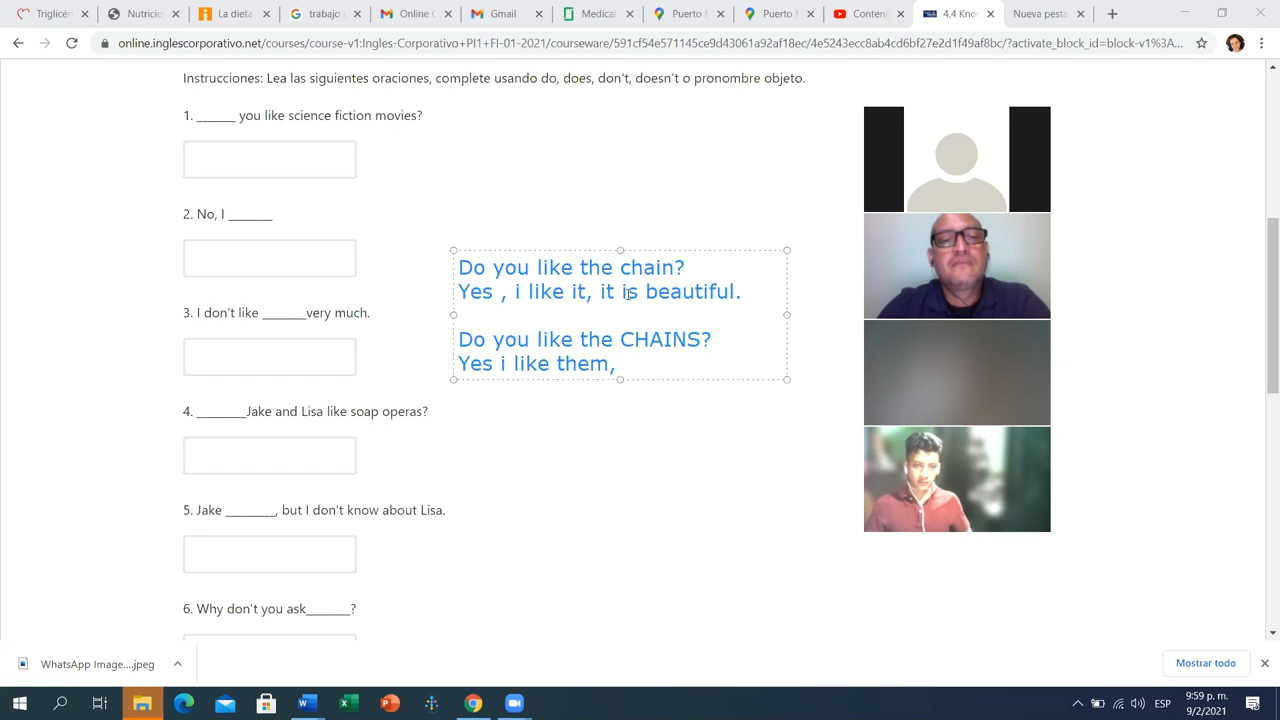 Triglicér
Nutricio
La dieta
trabajo
Online C
Gmail
Medical
Puerto N
Puerto N
Conteni
4.4 Know
Nueva pesta
online.inglescorporativo.net/courses/course-v1:Ingles-Corporativo+PI1+FI-01-2021/courseware/591cf54e571145ce9d43061a92af18ec/4e5243ecc8ab4cd6bf27e2d1f49af8bc/?activate_block_id=block-v1%3A...
Instrucciones: Lea las siguientes oraciones, complete usando do, does, don't, doesn't o pronombre objeto.
1. ______ you like science fiction movies?
2. No, I _______
3. I don't like _______very much.
4. ________Jake and Lisa like soap operas?
5. Jake ________, but I don't know about Lisa.
6. Why don't you ask_______?
Do you like the chain?
Yes , i like it, it is beautiful.
Do you like the CHAINS?
Yes i like them,
WhatsApp Image....jpeg
Mostrar todo
ESP
9:59 p. m.
9/2/2021